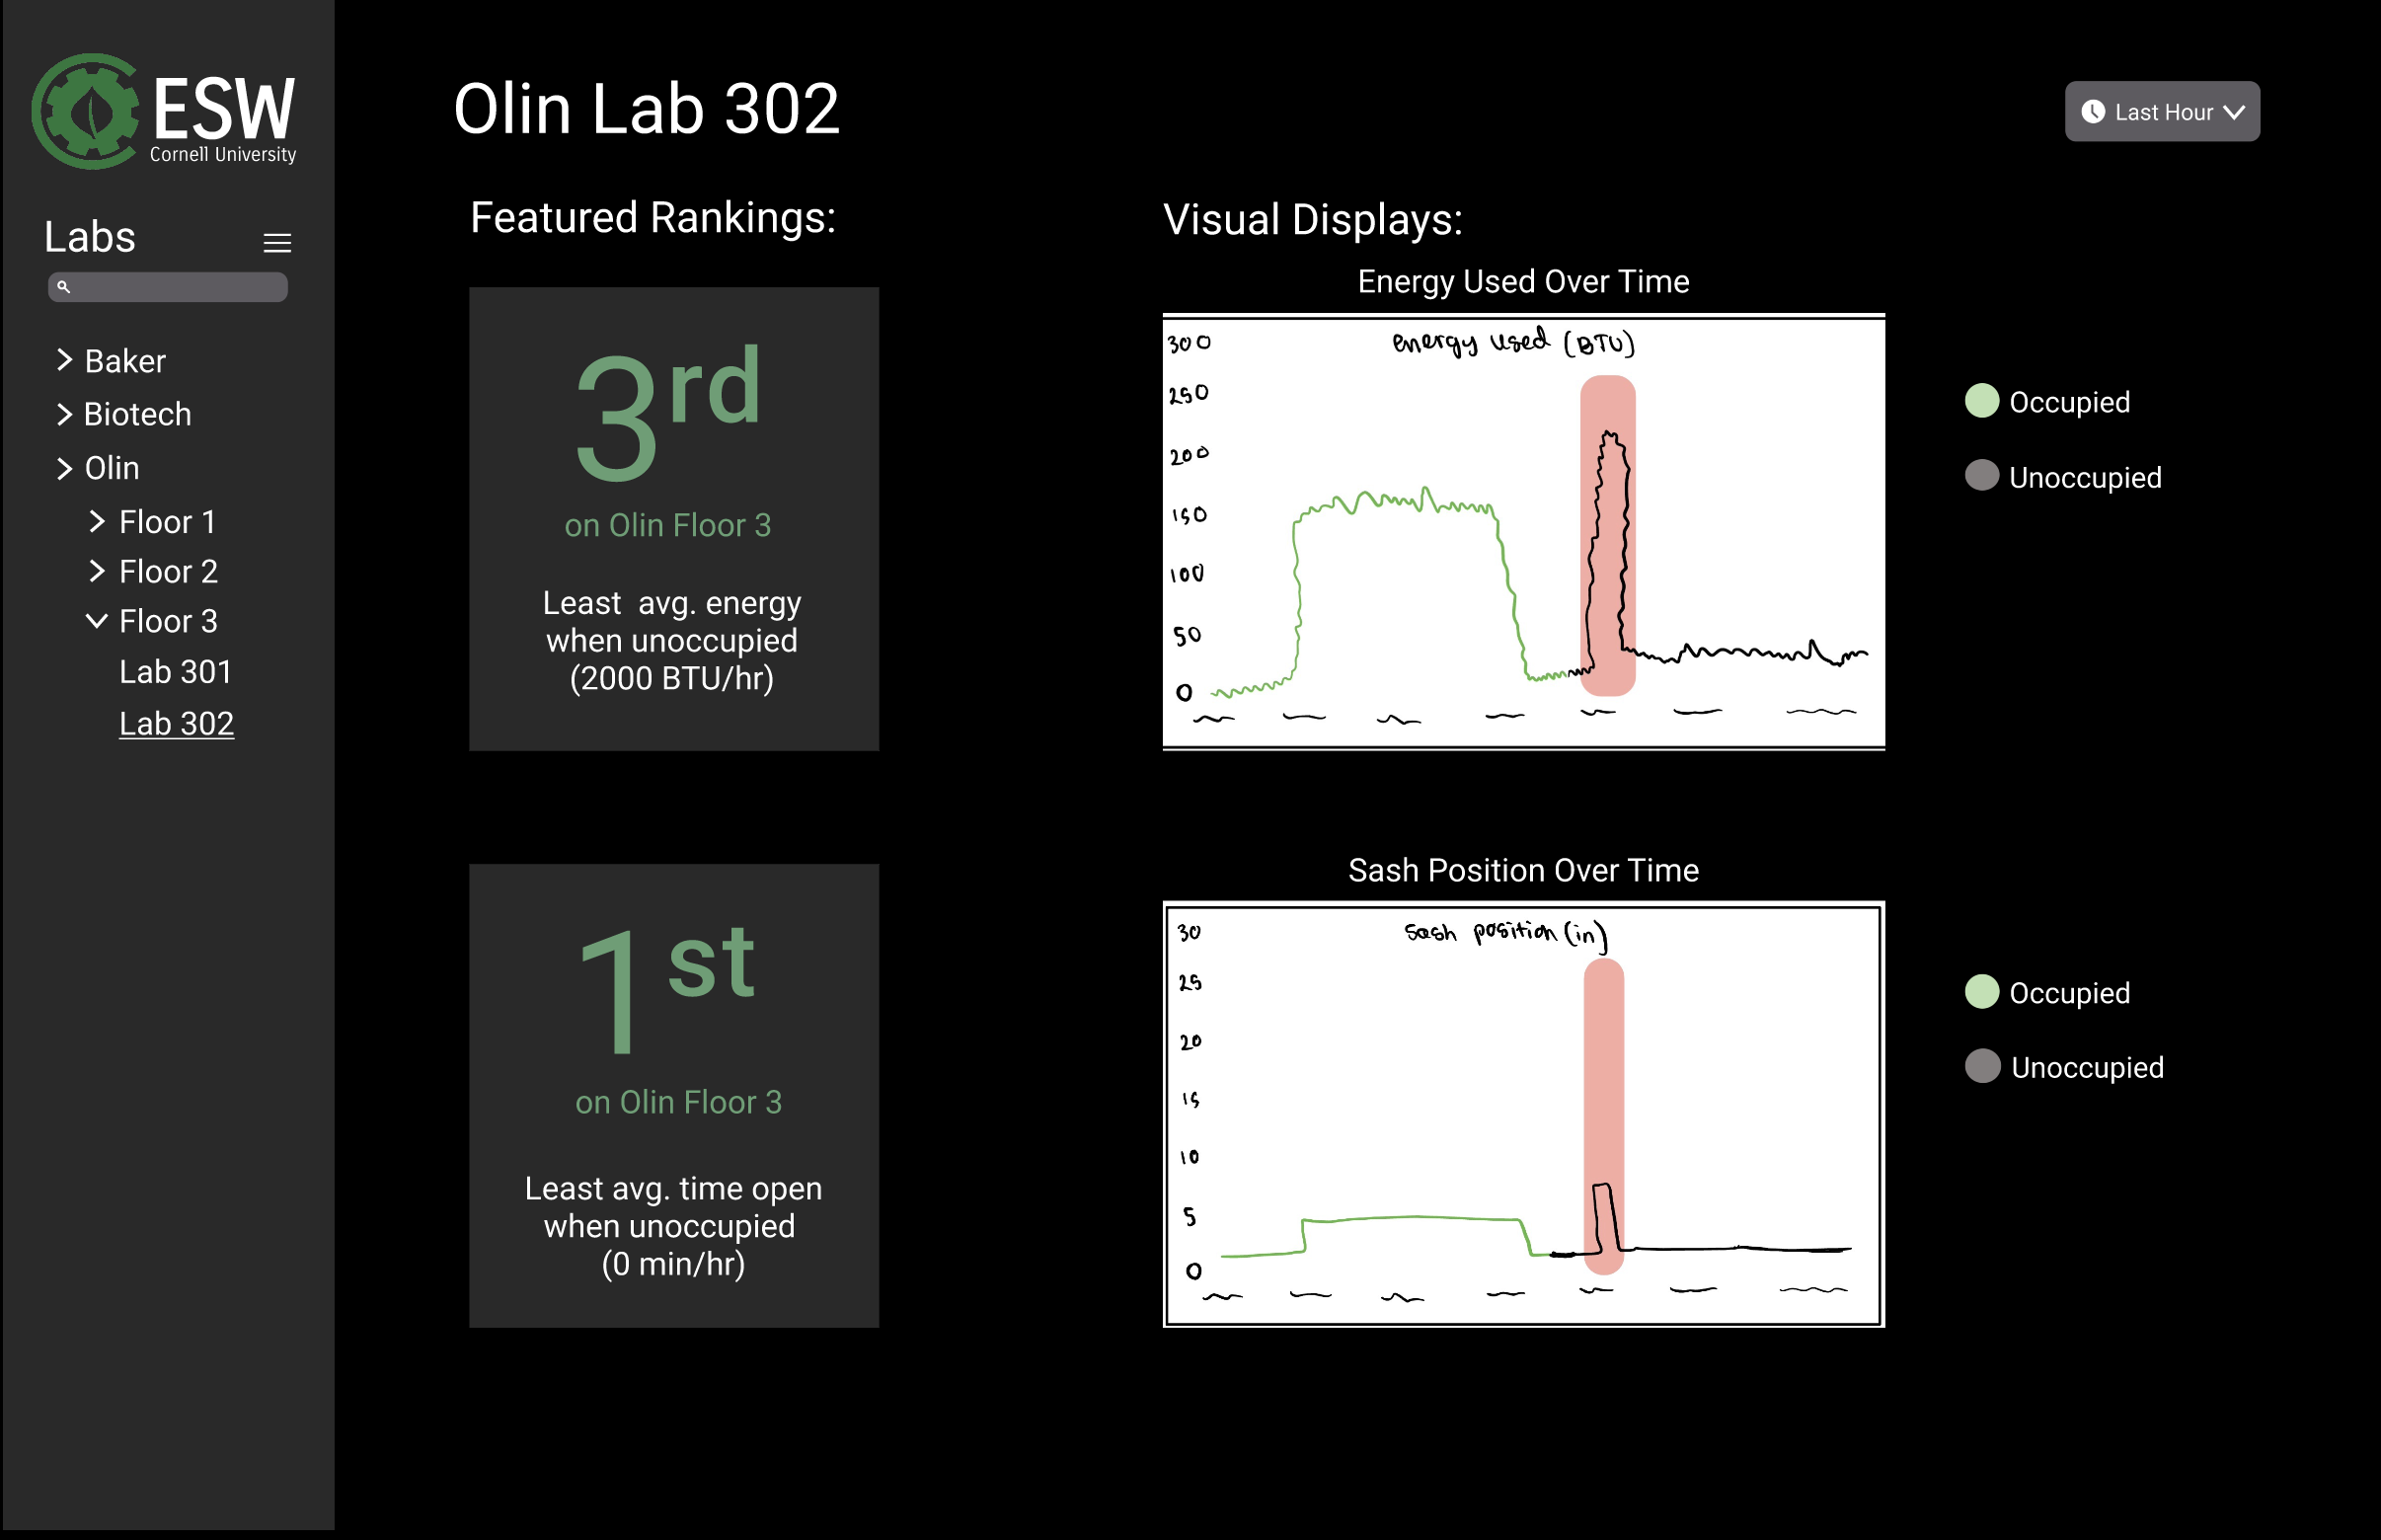 ESW
Cornell University
Labs
Baker
Biotech
Olin
Floor 1
Floor 2
Floor 3
Lab 301
Lab 302
Olin Lab 302
Last Hour
Featured Rankings:
3rd
on Olin Floor 3
Least avg. energy
when unoccupied
(2000 BTU/hr)
1st
on Olin Floor 3
Least avg. time open
when unoccupied
(0 min/hr)
Visual Displays:
Energy Used Over Time
energy used (BTU)
300
250
200
150
100
50
0
Occupied
Unoccupied
Sash Position Over Time
sash position (in)
30
25
20
15
10
5
0
Occupied
Unoccupied